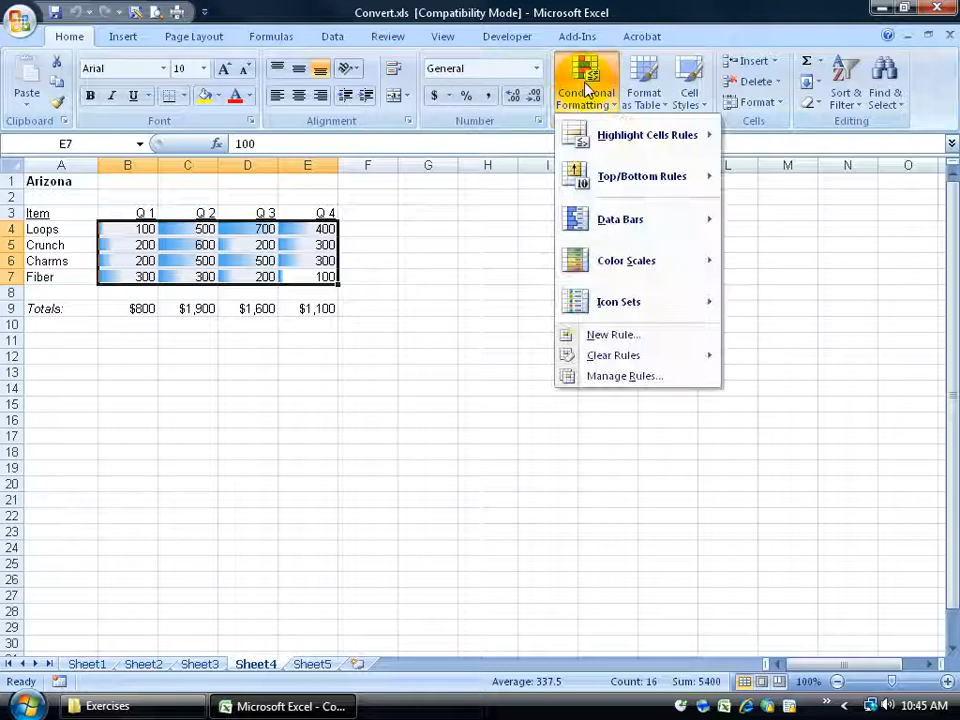 Convert.xls [Compatibility Mode] - Microsoft Excel
Home Insert Page Layout Formulas Data Review View Developer Add-Ins Acrobat
Paste Arial 10 General Conditional Formatting Format as Table Cell Styles Insert Delete Format Sort & Filter Find & Select
B I U A $ % ,
Clipboard Font Alignment Number Cells Editing
E7 fx 100
A B C D E F G H I L M N O
1 Arizona
2
3 Item Q 1 Q 2 Q 3 Q 4
4 Loops 100 500 700 400
5 Crunch 200 600 200 300
6 Charms 200 500 500 300
7 Fiber 300 300 200 100
8
9 Totals: $800 $1,900 $1,600 $1,100
10
11
12
13
14
15
16
17
18
19
20
21
22
23
24
25
26
27
28
29
30
Highlight Cells Rules
Top/Bottom Rules
Data Bars
Color Scales
Icon Sets
New Rule...
Clear Rules
Manage Rules...
Sheet1 Sheet2 Sheet3 Sheet4 Sheet5
Ready Average: 337.5 Count: 16 Sum: 5400 100%
Exercises Microsoft Excel - Co... 10:45 AM